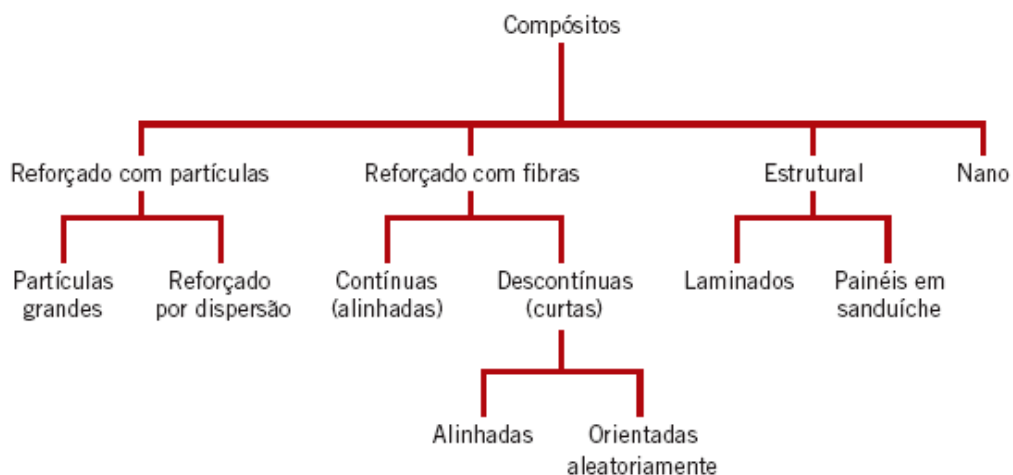 Compósitos
Reforçado com partículas
Reforçado com fibras
Estrutural
Nano
Partículas
grandes
Reforçado
por dispersão
Contínuas
(alinhadas)
Descontínuas
(curtas)
Laminados
Painéis em
sanduíche
Alinhadas
Orientadas
aleatoriamente